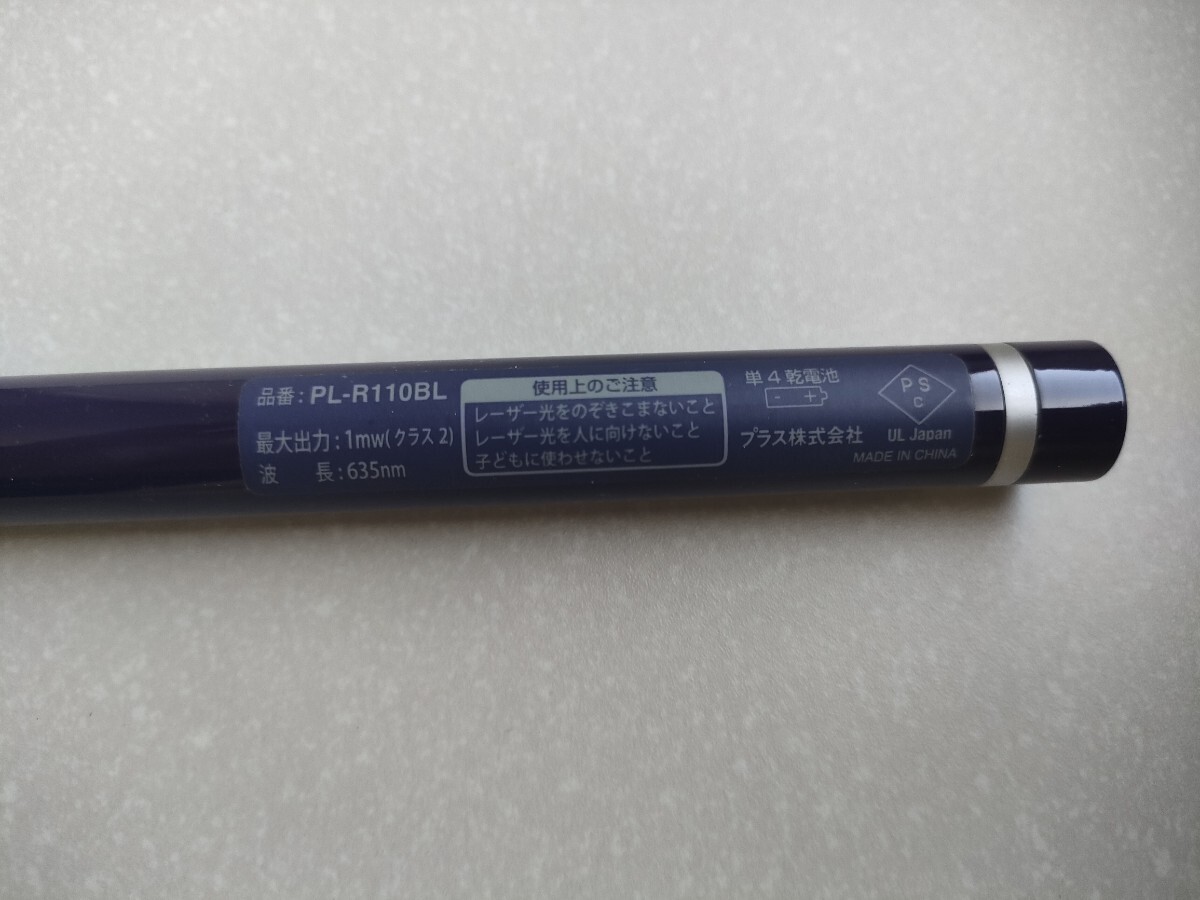 品番：PL-R110BL
最大出力：1mw(クラス2)
波　長：635nm
使用上のご注意
レーザー光をのぞきこまないこと
レーザー光を人に向けないこと
子どもに使わせないこと
単4乾電池
- +
プラス株式会社
PS
C
UL Japan
MADE IN CHINA